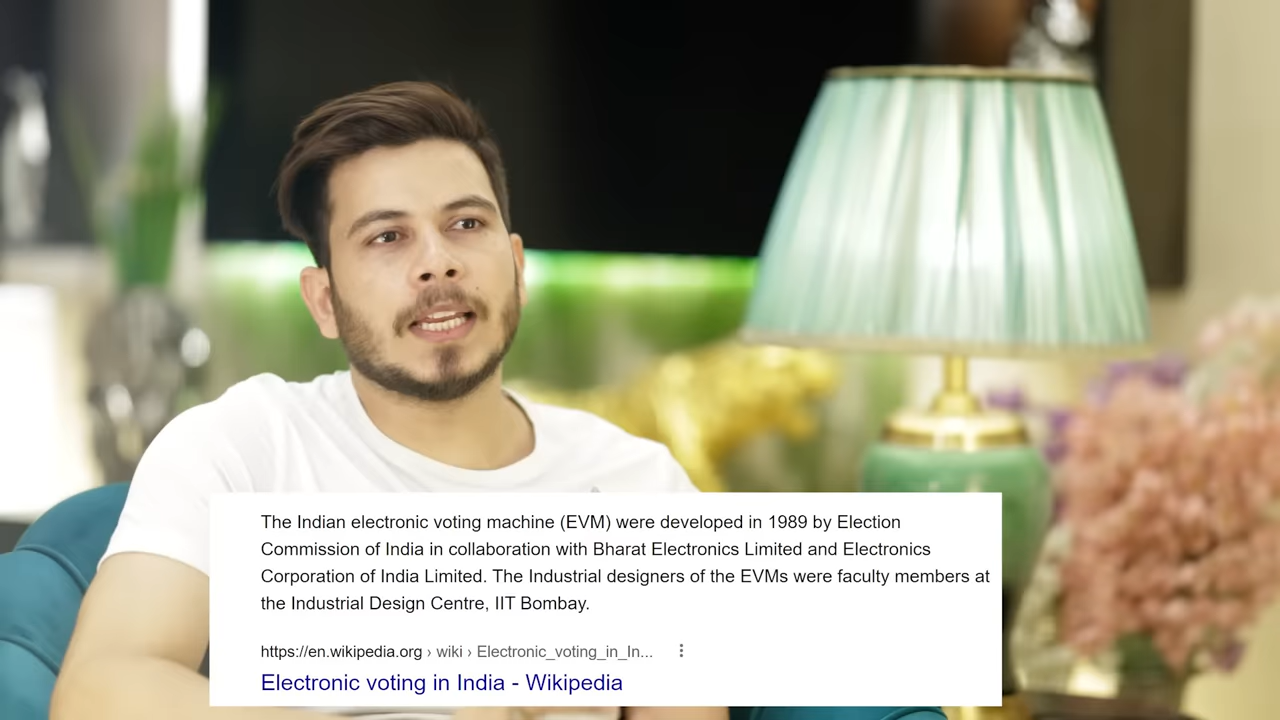 The Indian electronic voting machine (EVM) were developed in 1989 by Election
Commission of India in collaboration with Bharat Electronics Limited and Electronics
Corporation of India Limited. The Industrial designers of the EVMs were faculty members at
the Industrial Design Centre, IIT Bombay.
https://en.wikipedia.org › wiki › Electronic_voting_in_In...
Electronic voting in India - Wikipedia